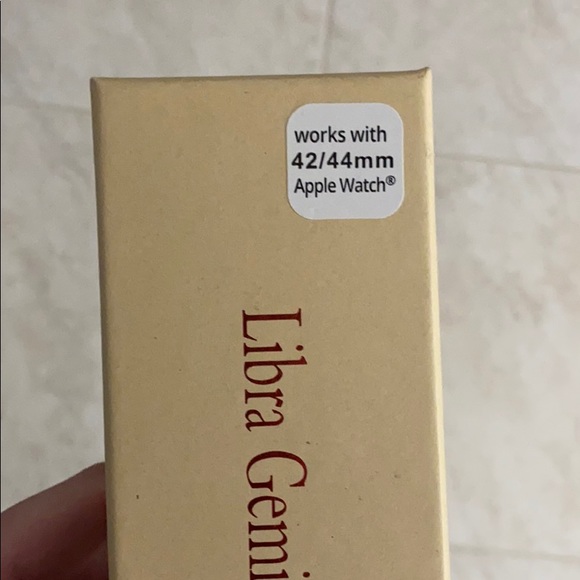 works with
42/44mm
Apple Watch®
Libra Gemi